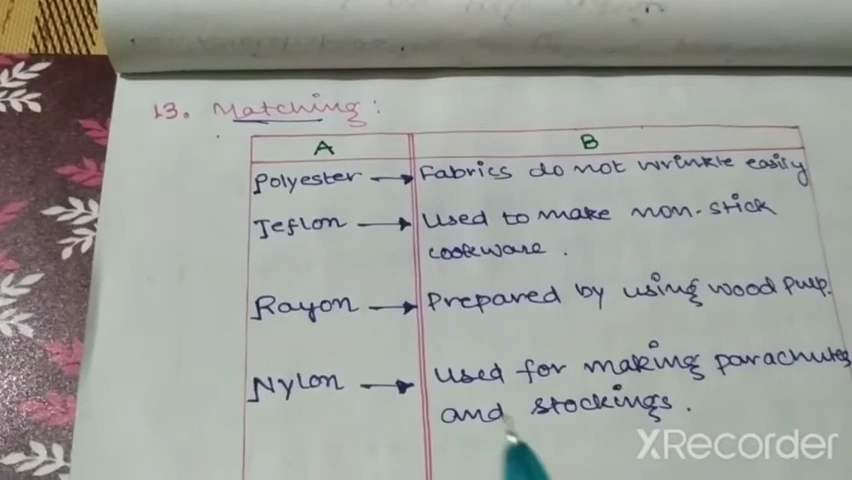 13. Matching:
A B
Polyester → Fabrics do not wrinkle easily
Teflon → Used to make non-stick
cookware.
Rayon → Prepared by using wood pulp.
Nylon → Used for making parachutes
and stockings.
XRecorder